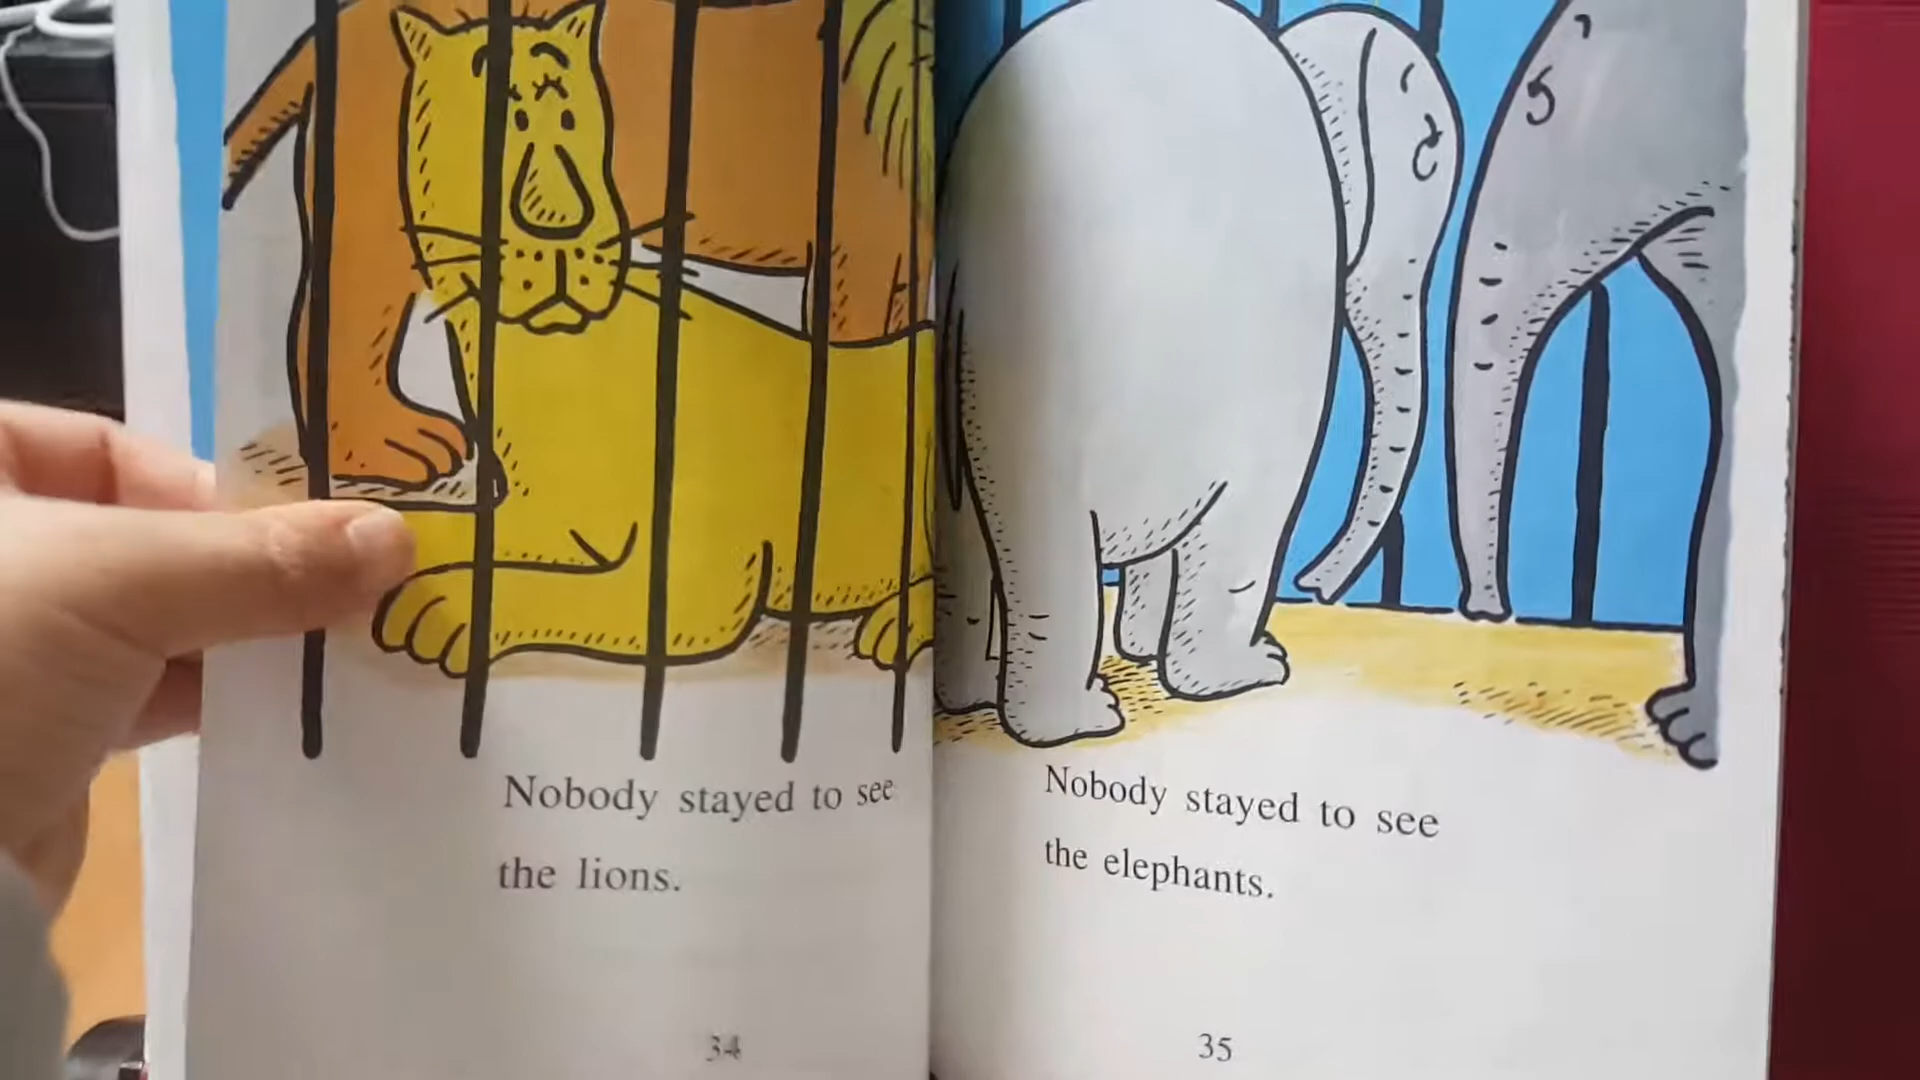 Nobody stayed to see
the lions.
34
Nobody stayed to see
the elephants.
35